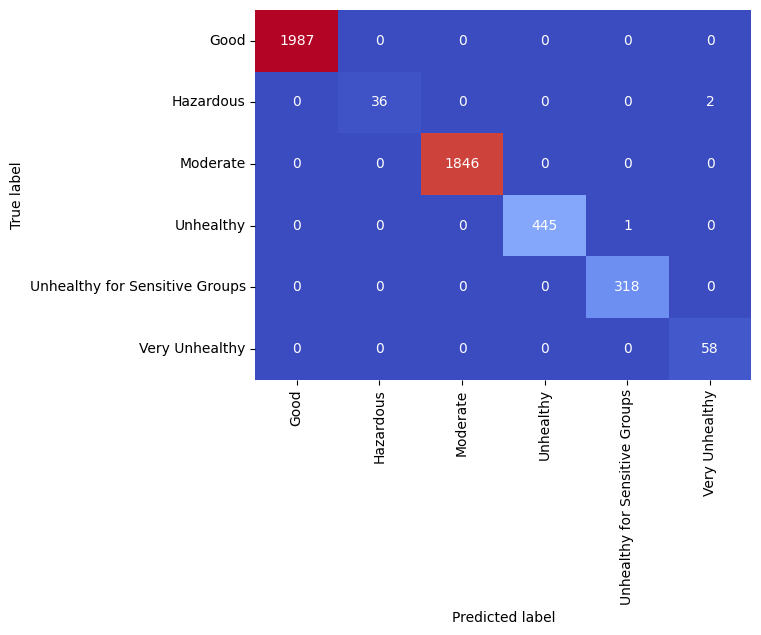 Good 1987 0 0 0 0 0
Hazardous 0 36 0 0 0 2
Moderate 0 0 1846 0 0 0
Unhealthy 0 0 0 445 1 0
Unhealthy for Sensitive Groups 0 0 0 0 318 0
Very Unhealthy 0 0 0 0 0 58
True label
Good
Hazardous
Moderate
Unhealthy
Unhealthy for Sensitive Groups
Very Unhealthy
Predicted label